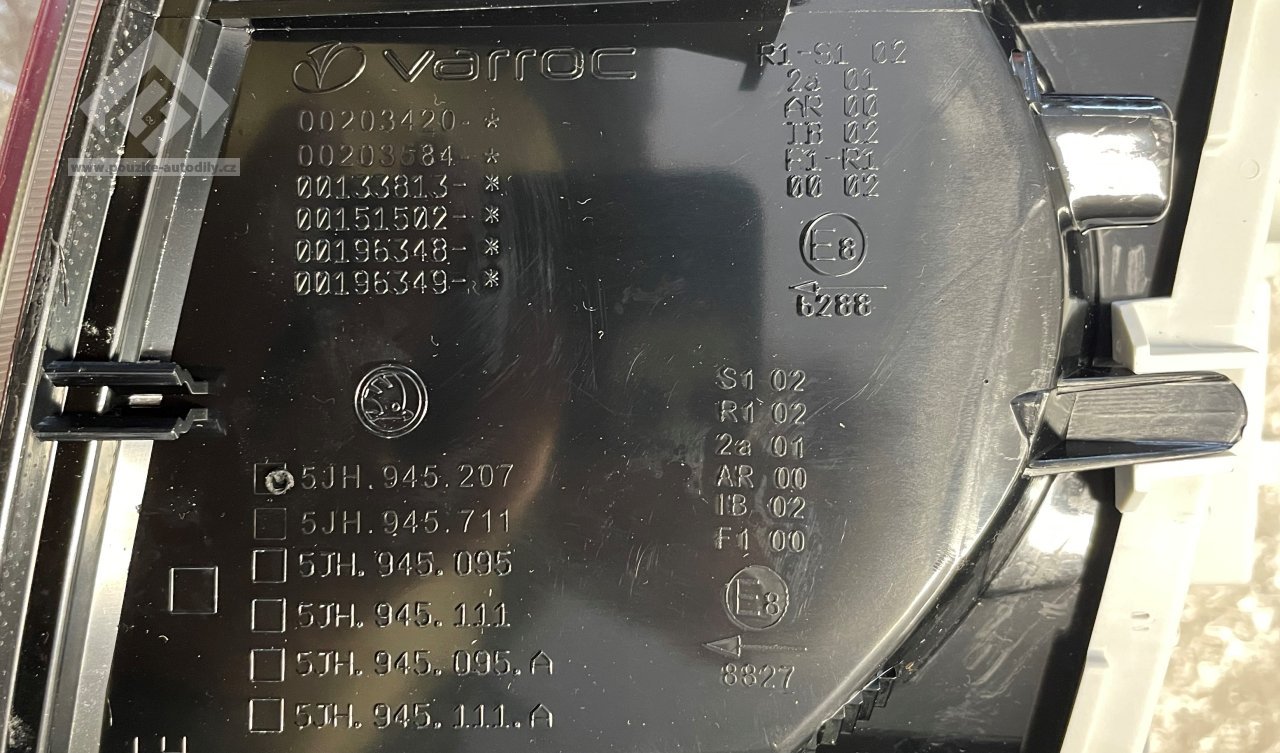 varroc
00203420-*
00203584-*
00133813-*
00151502-*
00196348-*
00196349-*
R1-S1 02
2a 01
AR 00
IB 02
F1-R1
00 02
E8
6288
www.pouzite-autodily.cz
5JH.945.207
5JH.945.711
5JH.945.095
5JH.945.111
5JH.945.095.A
5JH.945.111.A
S1 02
R1 02
2a 01
AR 00
IB 02
F1 00
E8
8827